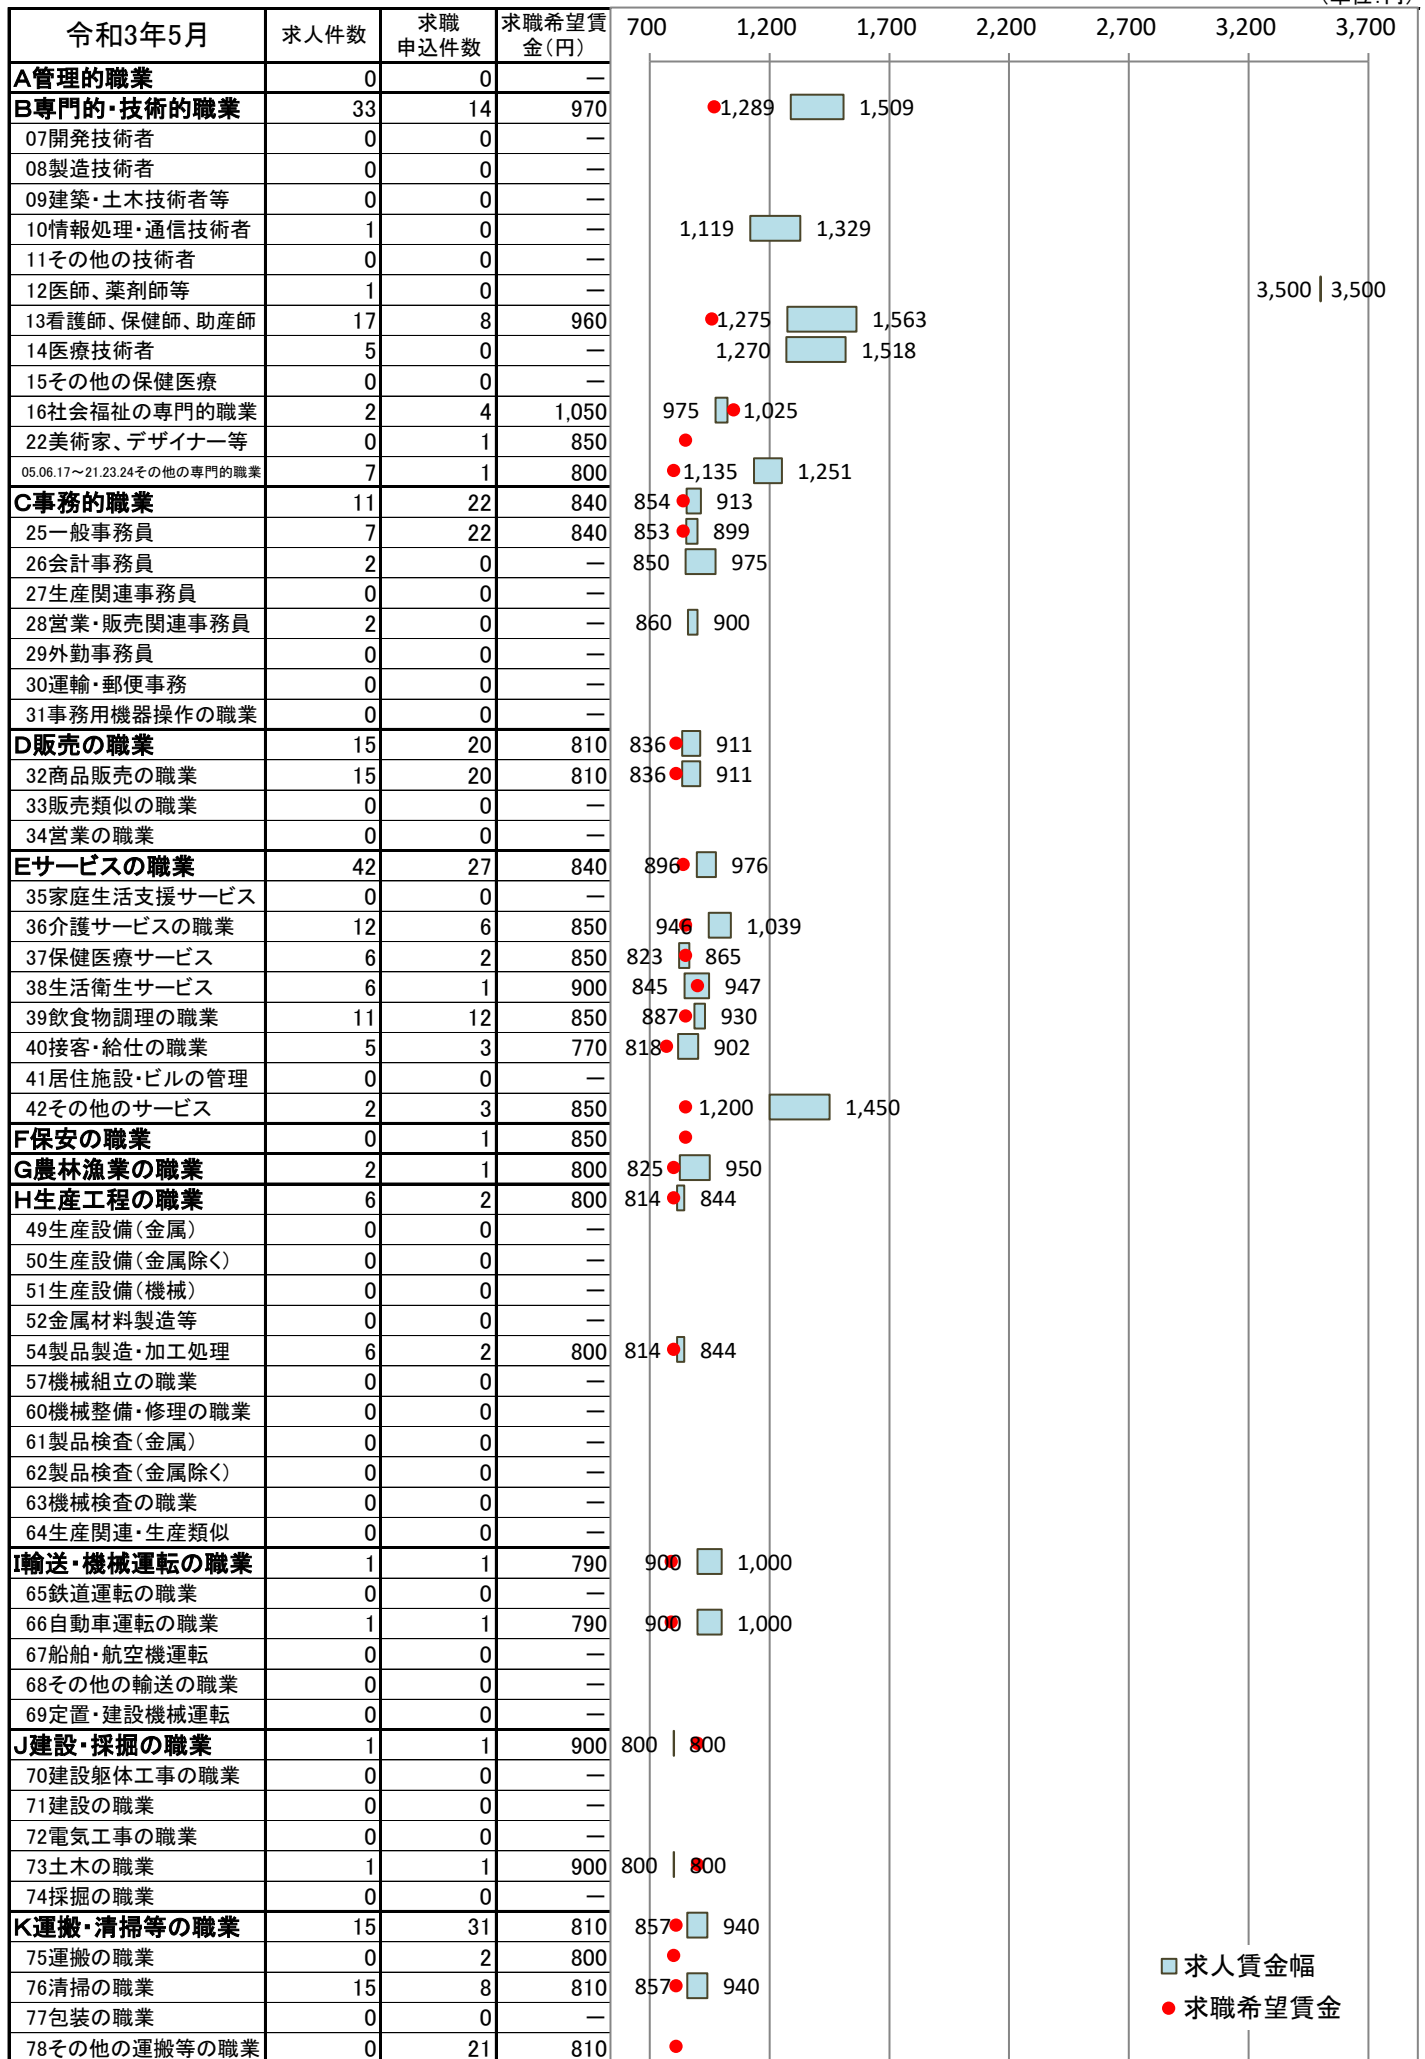 (単位:円)
令和3年5月 求人件数 求職申込件数 求職希望賃金(円) 700 1,200 1,700 2,200 2,700 3,200 3,700
A管理的職業 0 0 —
B専門的・技術的職業 33 14 970 1,289 1,509
07開発技術者 0 0 —
08製造技術者 0 0 —
09建築・土木技術者等 0 0 —
10情報処理・通信技術者 1 0 — 1,119 1,329
11その他の技術者 0 0 —
12医師、薬剤師等 1 0 — 3,500 3,500
13看護師、保健師、助産師 17 8 960 1,275 1,563
14医療技術者 5 0 — 1,270 1,518
15その他の保健医療 0 0 —
16社会福祉の専門的職業 2 4 1,050 975 1,025
22美術家、デザイナー等 0 1 850
05.06.17～21.23.24その他の専門的職業 7 1 800 1,135 1,251
C事務的職業 11 22 840 854 913
25一般事務員 7 22 840 853 899
26会計事務員 2 0 — 850 975
27生産関連事務員 0 0 —
28営業・販売関連事務員 2 0 — 860 900
29外勤事務員 0 0 —
30運輸・郵便事務 0 0 —
31事務用機器操作の職業 0 0 —
D販売の職業 15 20 810 836 911
32商品販売の職業 15 20 810 836 911
33販売類似の職業 0 0 —
34営業の職業 0 0 —
Eサービスの職業 42 27 840 896 976
35家庭生活支援サービス 0 0 —
36介護サービスの職業 12 6 850 946 1,039
37保健医療サービス 6 2 850 823 865
38生活衛生サービス 6 1 900 845 947
39飲食物調理の職業 11 12 850 887 930
40接客・給仕の職業 5 3 770 818 902
41居住施設・ビルの管理 0 0 —
42その他のサービス 2 3 850 1,200 1,450
F保安の職業 0 1 850
G農林漁業の職業 2 1 800 825 950
H生産工程の職業 6 2 800 814 844
49生産設備(金属) 0 0 —
50生産設備(金属除く) 0 0 —
51生産設備(機械) 0 0 —
52金属材料製造等 0 0 —
54製品製造・加工処理 6 2 800 814 844
57機械組立の職業 0 0 —
60機械整備・修理の職業 0 0 —
61製品検査(金属) 0 0 —
62製品検査(金属除く) 0 0 —
63機械検査の職業 0 0 —
64生産関連・生産類似 0 0 —
I輸送・機械運転の職業 1 1 790 900 1,000
65鉄道運転の職業 0 0 —
66自動車運転の職業 1 1 790 900 1,000
67船舶・航空機運転 0 0 —
68その他の輸送の職業 0 0 —
69定置・建設機械運転 0 0 —
J建設・採掘の職業 1 1 900 800 800
70建設躯体工事の職業 0 0 —
71建設の職業 0 0 —
72電気工事の職業 0 0 —
73土木の職業 1 1 900 800 800
74採掘の職業 0 0 —
K運搬・清掃等の職業 15 31 810 857 940
75運搬の職業 0 2 800
76清掃の職業 15 8 810 857 940
77包装の職業 0 0 —
78その他の運搬等の職業 0 21 810
求人賃金幅
求職希望賃金